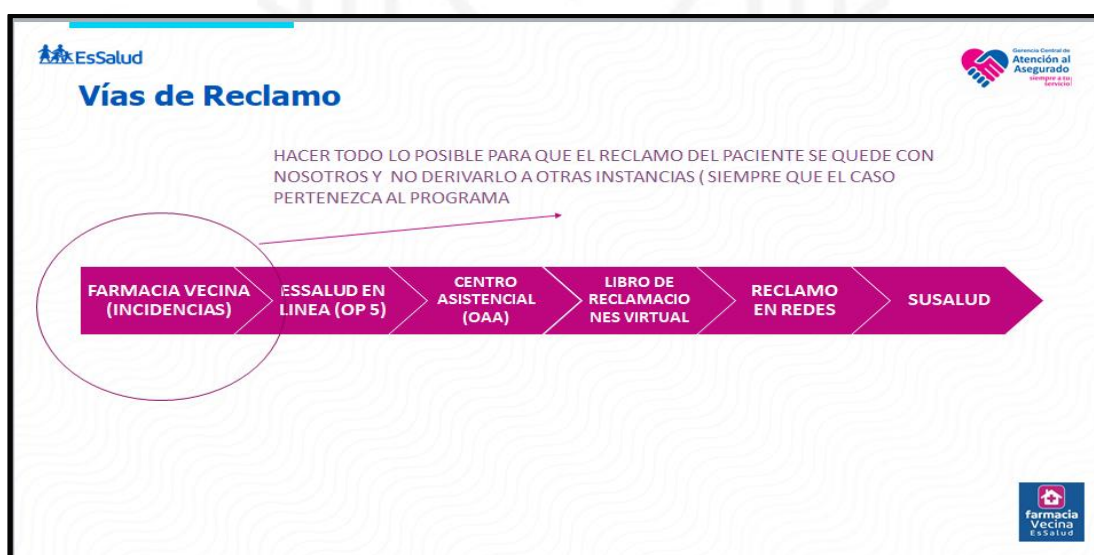 EsSalud
Gerencia Central de
Atención al
Asegurado
siempre a tu
servicio
Vías de Reclamo
HACER TODO LO POSIBLE PARA QUE EL RECLAMO DEL PACIENTE SE QUEDE CON
NOSOTROS Y NO DERIVARLO A OTRAS INSTANCIAS ( SIEMPRE QUE EL CASO
PERTENEZCA AL PROGRAMA
FARMACIA VECINA
(INCIDENCIAS)
ESSALUD EN
LINEA (OP 5)
CENTRO
ASISTENCIAL
(OAA)
LIBRO DE
RECLAMACIO
NES VIRTUAL
RECLAMO
EN REDES
SUSALUD
farmacia
Vecina
EsSalud